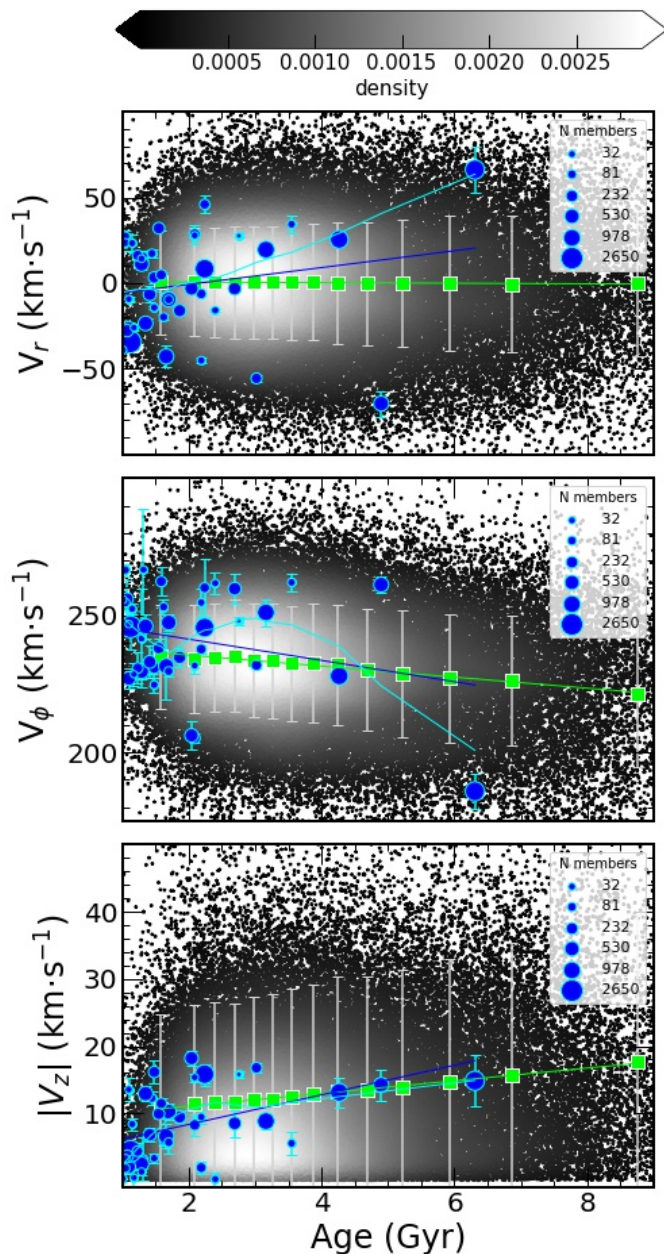 0.0005 0.0010 0.0015 0.0020 0.0025
density
V_r (km·s⁻¹)
50
0
−50
N members
32
81
232
530
978
2650
V_ϕ (km·s⁻¹)
250
200
N members
32
81
232
530
978
2650
|V_z| (km·s⁻¹)
40
30
20
10
N members
32
81
232
530
978
2650
2 4 6 8
Age (Gyr)